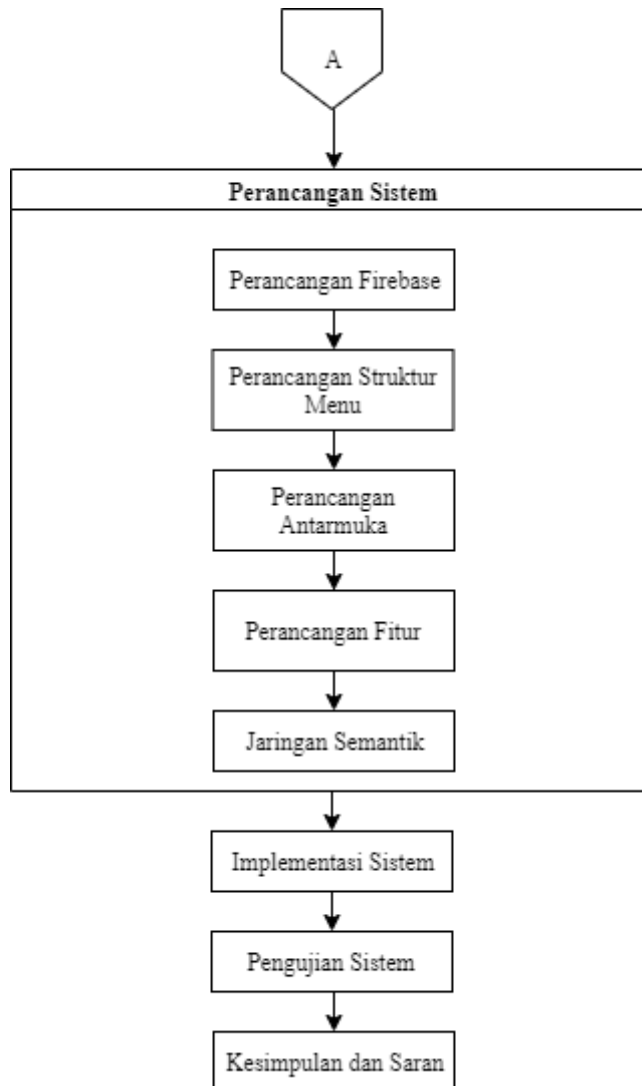 A
Perancangan Sistem
Perancangan Firebase
Perancangan Struktur
Menu
Perancangan
Antarmuka
Perancangan Fitur
Jaringan Semantik
Implementasi Sistem
Pengujian Sistem
Kesimpulan dan Saran